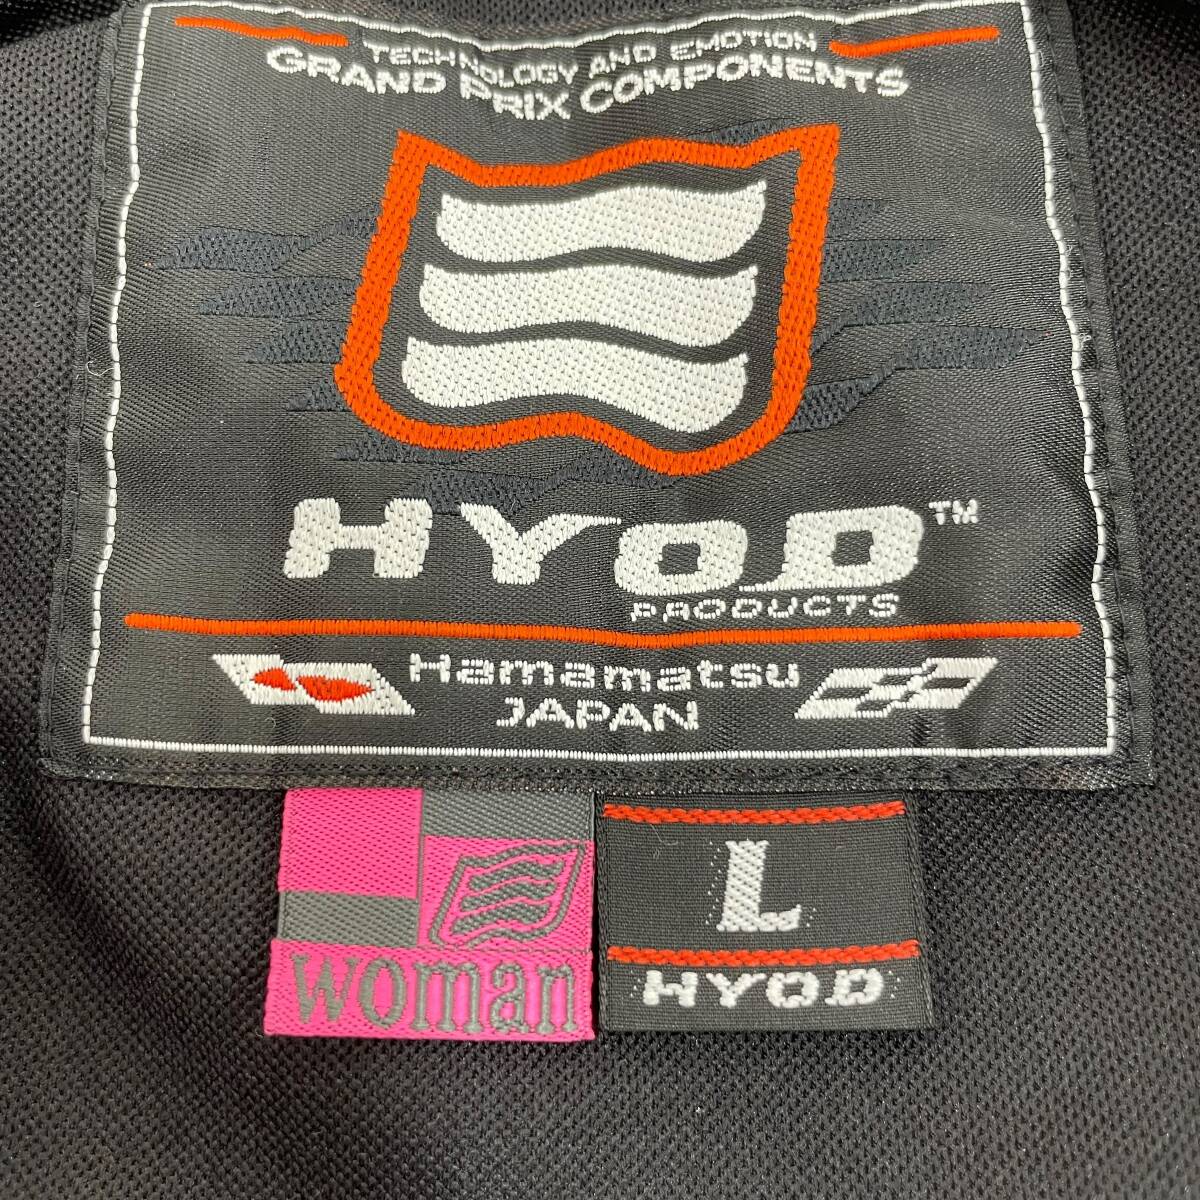 TECHNOLOGY AND EMOTION
GRAND PRIX COMPONENTS
HYOD™
PRODUCTS
Hamamatsu
JAPAN
woman
L
HYOD